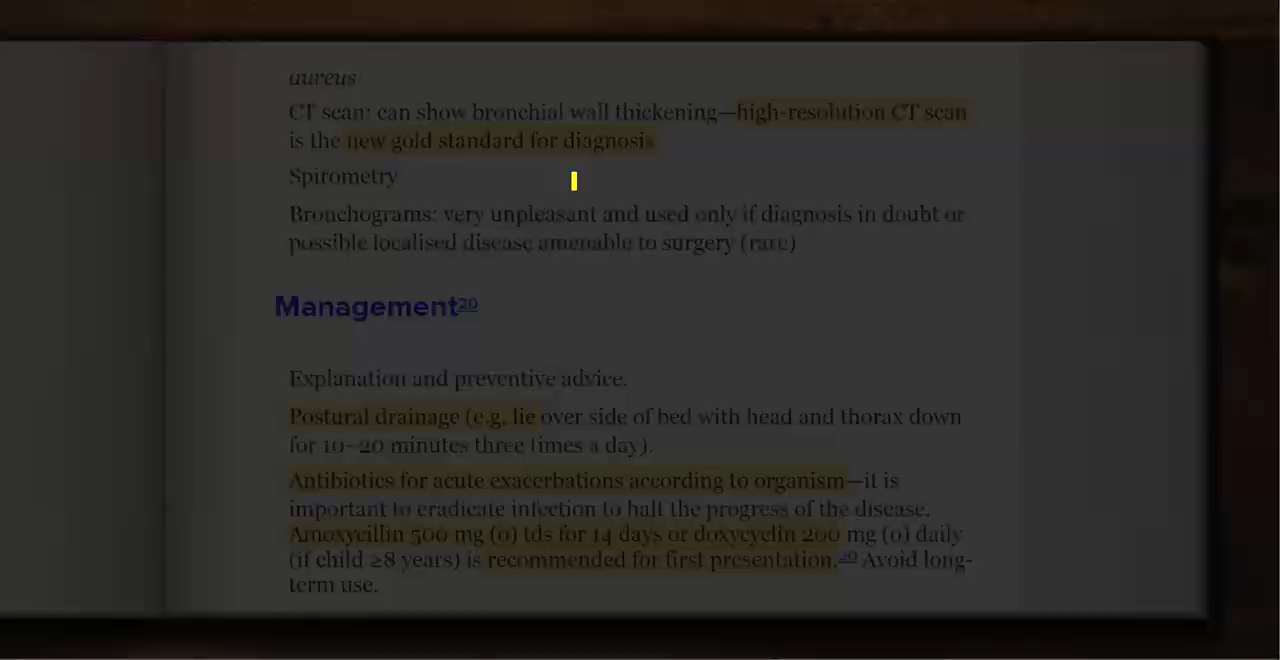 aureus
CT scan: can show bronchial wall thickening—high-resolution CT scan
is the new gold standard for diagnosis
Spirometry
Bronchograms: very unpleasant and used only if diagnosis in doubt or
possible localised disease amenable to surgery (rare)
Management20
Explanation and preventive advice.
Postural drainage (e.g. lie over side of bed with head and thorax down
for 10–20 minutes three times a day).
Antibiotics for acute exacerbations according to organism—it is
important to eradicate infection to halt the progress of the disease.
Amoxycillin 500 mg (o) tds for 14 days or doxycyclin 200 mg (o) daily
(if child ≥8 years) is recommended for first presentation.20 Avoid long-
term use.